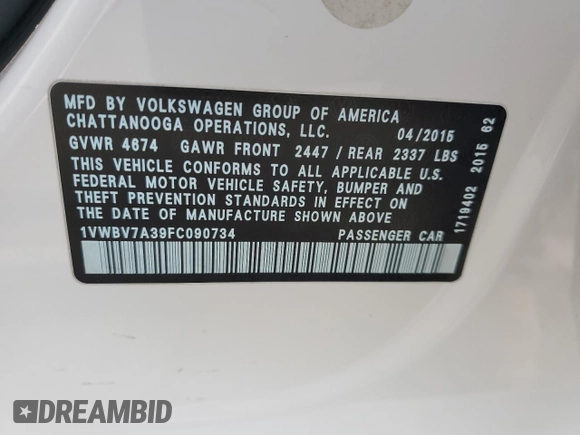 MFD BY VOLKSWAGEN GROUP OF AMERICA
CHATTANOOGA OPERATIONS, LLC. 04/2015
GVWR 4674 GAWR FRONT 2447 / REAR 2337 LBS
THIS VEHICLE CONFORMS TO ALL APPLICABLE U.S.
FEDERAL MOTOR VEHICLE SAFETY, BUMPER AND
THEFT PREVENTION STANDARDS IN EFFECT ON
DATE OF MANUFACTURE SHOWN ABOVE
1VWBV7A39FC090734 PASSENGER CAR
1719402 2015 62
DREAMBID